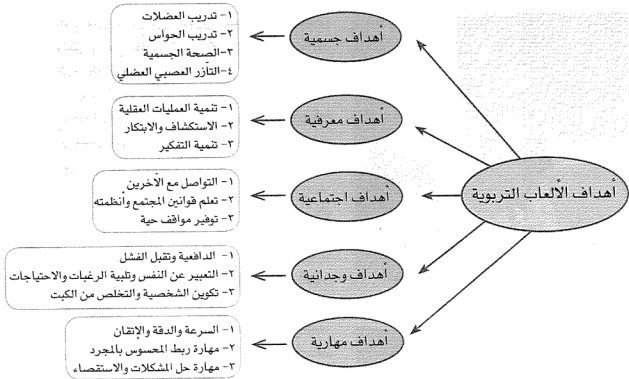 أهداف الألعاب التربوية
أهداف جسمية
١- تدريب العضلات
٢- تدريب الحواس
٣- الصحة الجسمية
٤- التآزر العصبي العضلي
أهداف معرفية
١- تنمية العمليات العقلية
٢- الاستكشاف والابتكار
٣- تنمية التفكير
أهداف اجتماعية
١- التواصل مع الآخرين
٢- تعلم قوانين المجتمع وأنظمته
٣- توفير مواقف حية
أهداف وجدانية
١- الدافعية وتقبل الفشل
٢- التعبير عن النفس وتلبية الرغبات والاحتياجات
٣- تكوين الشخصية والتخلص من الكبت
أهداف مهارية
١- السرعة والدقة والإتقان
٢- مهارة ربط المحسوس بالمجرد
٣- مهارة حل المشكلات والاستقصاء